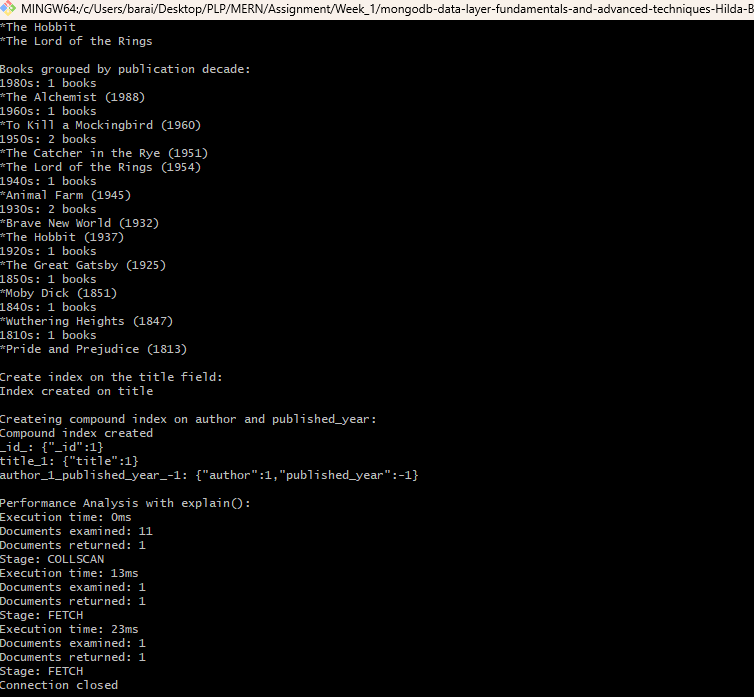 MINGW64:/c/Users/barai/Desktop/PLP/MERN/Assignment/Week_1/mongodb-data-layer-fundamentals-and-advanced-techniques-Hilda-B
*The Hobbit
*The Lord of the Rings

Books grouped by publication decade:
1980s: 1 books
*The Alchemist (1988)
1960s: 1 books
*To Kill a Mockingbird (1960)
1950s: 2 books
*The Catcher in the Rye (1951)
*The Lord of the Rings (1954)
1940s: 1 books
*Animal Farm (1945)
1930s: 2 books
*Brave New World (1932)
*The Hobbit (1937)
1920s: 1 books
*The Great Gatsby (1925)
1850s: 1 books
*Moby Dick (1851)
1840s: 1 books
*Wuthering Heights (1847)
1810s: 1 books
*Pride and Prejudice (1813)

Create index on the title field:
Index created on title

Createing compound index on author and published_year:
Compound index created
_id_: {"_id":1}
title_1: {"title":1}
author_1_published_year_-1: {"author":1,"published_year":-1}

Performance Analysis with explain():
Execution time: 0ms
Documents examined: 11
Documents returned: 1
Stage: COLLSCAN
Execution time: 13ms
Documents examined: 1
Documents returned: 1
Stage: FETCH
Execution time: 23ms
Documents examined: 1
Documents returned: 1
Stage: FETCH
Connection closed